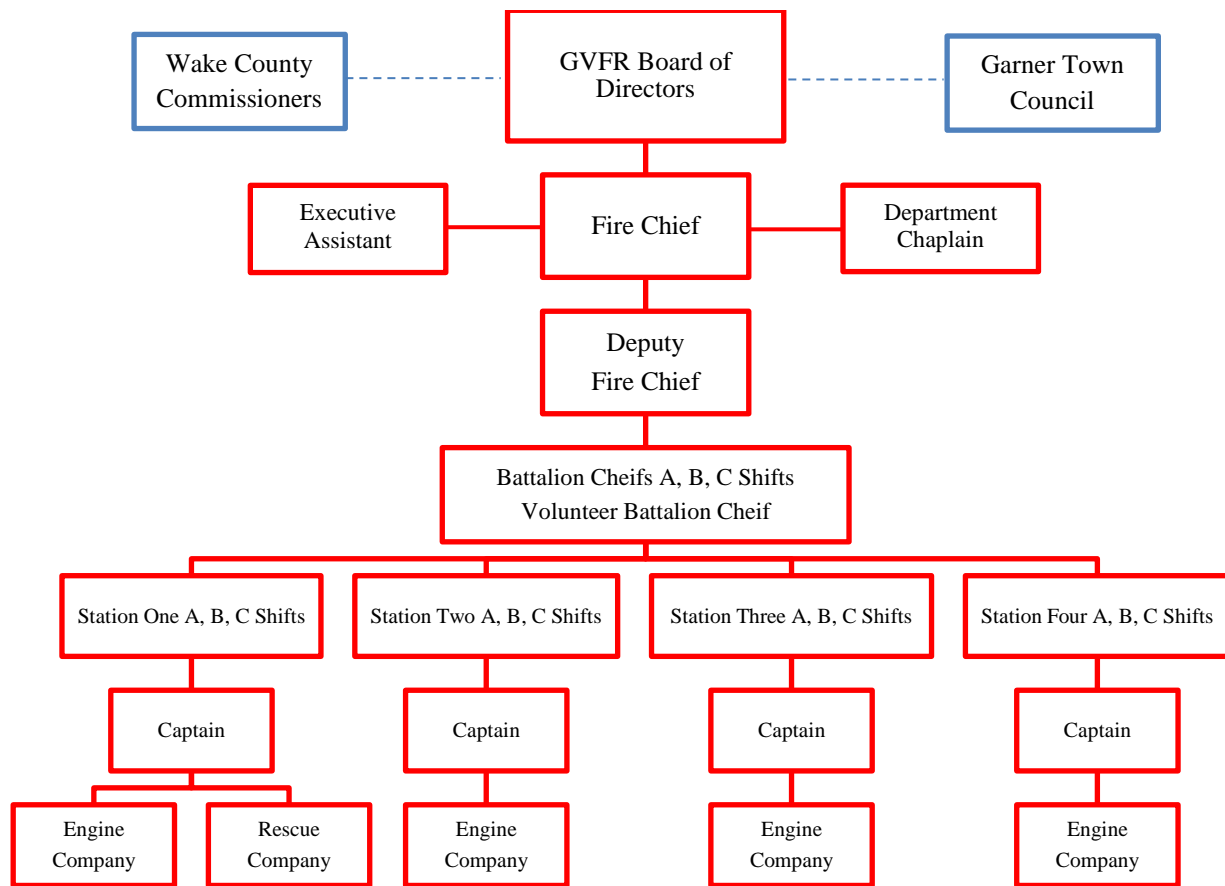 Wake County
Commissioners
GVFR Board of
Directors
Garner Town
Council
Executive
Assistant
Fire Chief
Department
Chaplain
Deputy
Fire Chief
Battalion Cheifs A, B, C Shifts
Volunteer Battalion Cheif
Station One A, B, C Shifts
Station Two A, B, C Shifts
Station Three A, B, C Shifts
Station Four A, B, C Shifts
Captain
Captain
Captain
Captain
Engine
Company
Rescue
Company
Engine
Company
Engine
Company
Engine
Company